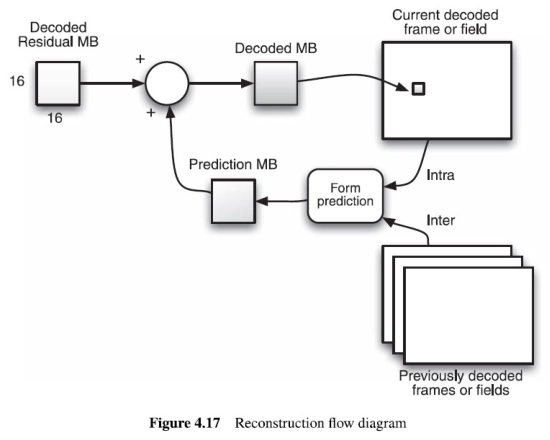 Decoded
Residual MB
16
16
+
+
Decoded MB
Current decoded
frame or field
Prediction MB
Form
prediction
Intra
Inter
Previously decoded
frames or fields
Figure 4.17 Reconstruction flow diagram